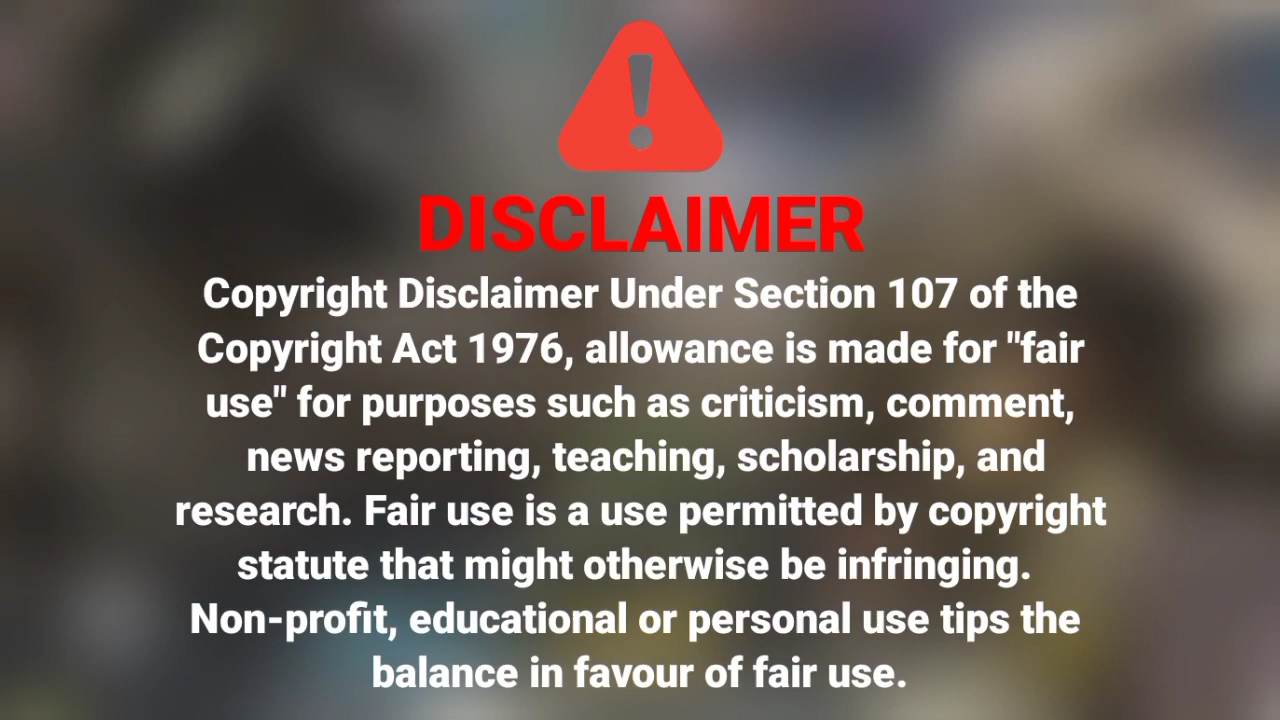 DISCLAIMER
Copyright Disclaimer Under Section 107 of the
Copyright Act 1976, allowance is made for "fair
use" for purposes such as criticism, comment,
news reporting, teaching, scholarship, and
research. Fair use is a use permitted by copyright
statute that might otherwise be infringing.
Non-profit, educational or personal use tips the
balance in favour of fair use.